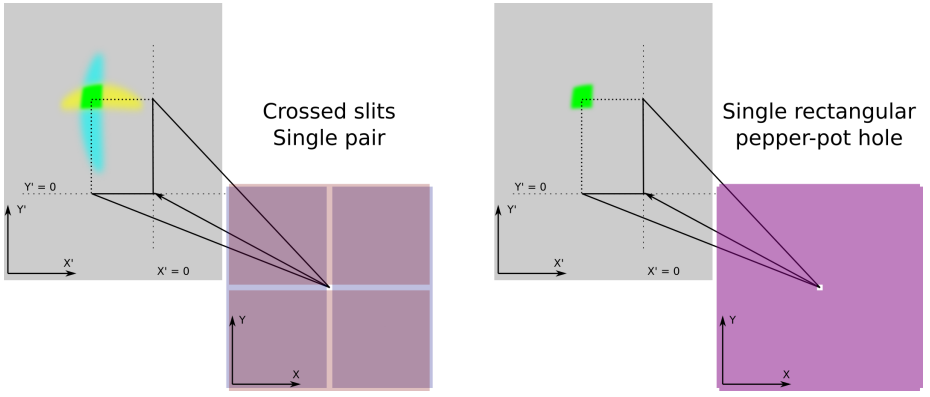 Crossed slits
Single pair
Y' = 0
Y'
X'
X' = 0
Y
X
Single rectangular
pepper-pot hole
Y' = 0
Y'
X'
X' = 0
Y
X